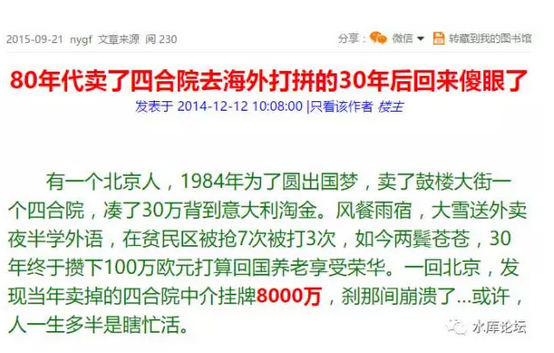 2015-09-21 nygf 文章来源 阅 230 分享： 微信 转藏到我的图书馆
80年代卖了四合院去海外打拼的30年后回来傻眼了
发表于 2014-12-12 10:08:00 |只看该作者 楼主
有一个北京人，1984年为了圆出国梦，卖了鼓楼大街一
个四合院，凑了30万背到意大利淘金。风餐雨宿，大雪送外卖
夜半学外语，在贫民区被抢7次被打3次，如今两鬓苍苍，30
年终于攒下100万欧元打算回国养老享受荣华。一回北京，发
现当年卖掉的四合院中介挂牌8000万，刹那间崩溃了...或许，
人一生多半是瞎忙活。
水库论坛